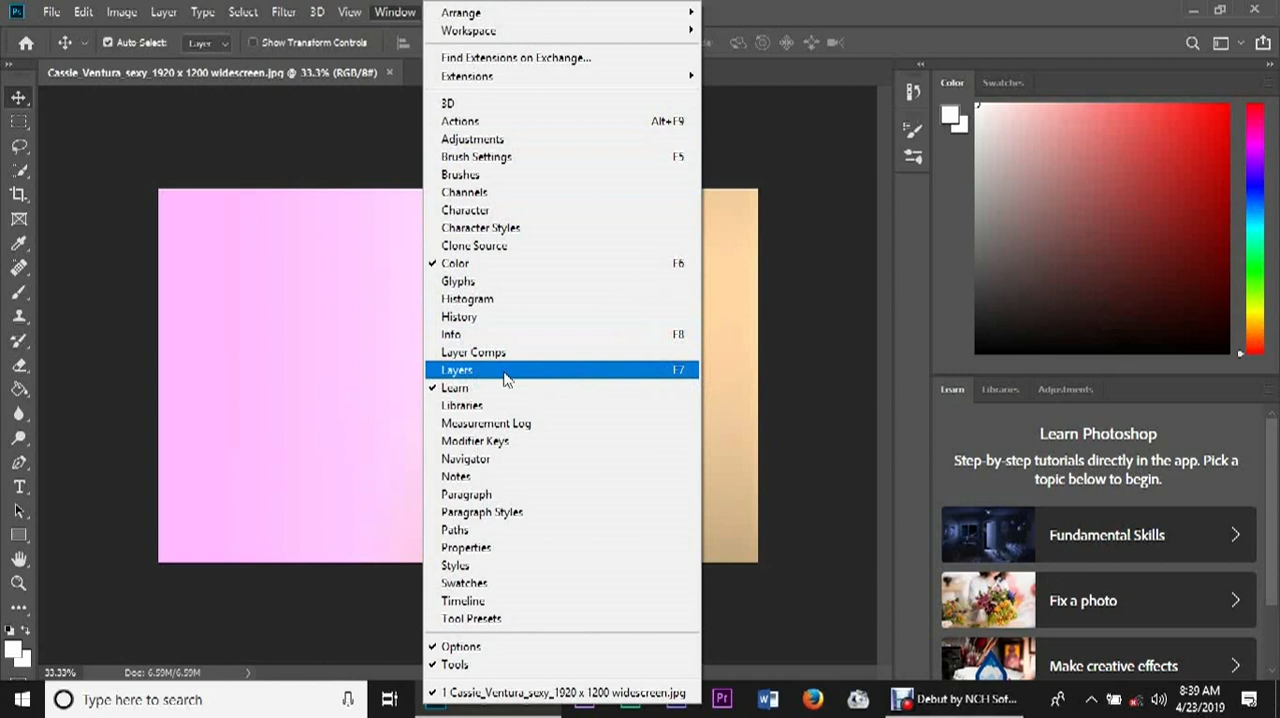 Ps File Edit Image Layer Type Select Filter 3D View Window
Auto-Select: Layer Show Transform Controls
Cassie_Ventura_sexy_1920 x 1200 widescreen.jpg @ 33.3% (RGB/8#) ×
Arrange
Workspace
Find Extensions on Exchange...
Extensions
3D
Actions Alt+F9
Adjustments
Brush Settings F5
Brushes
Channels
Character
Character Styles
Clone Source
Color F6
Glyphs
Histogram
History
Info F8
Layer Comps
Layers F7
Learn
Libraries
Measurement Log
Modifier Keys
Navigator
Notes
Paragraph
Paragraph Styles
Paths
Properties
Styles
Swatches
Timeline
Tool Presets
Options
Tools
1 Cassie_Ventura_sexy_1920 x 1200 widescreen.jpg
Color Swatches
Learn Libraries Adjustments
Learn Photoshop
Step-by-step tutorials directly in the app. Pick a
topic below to begin.
Fundamental Skills
Fix a photo
Make creative effects
33.33% Doc: 6.59M/6.59M
Type here to search
Pr
Debut by NCH Sof...
3:39 AM
4/23/2019